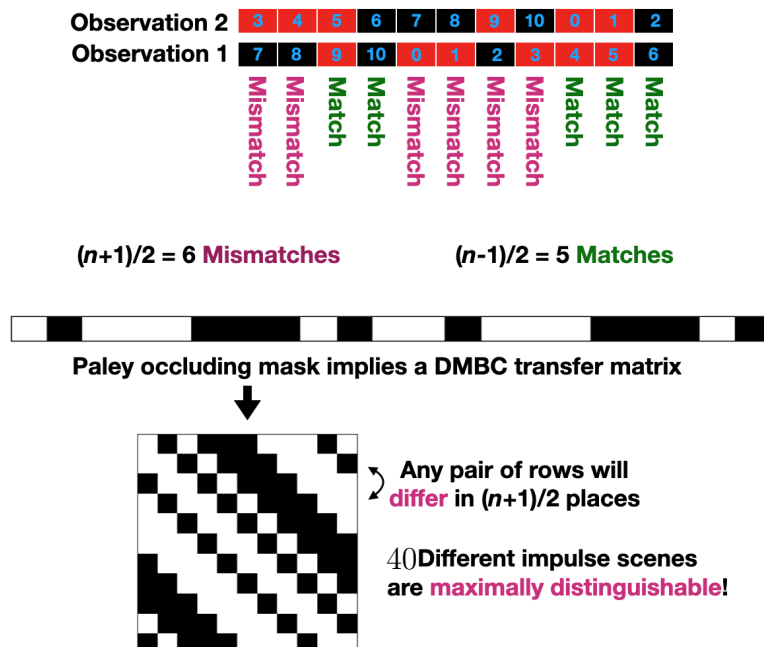 Observation 2 3 4 5 6 7 8 9 10 0 1 2
Observation 1 7 8 9 10 0 1 2 3 4 5 6
Mismatch Mismatch Match Match Mismatch Mismatch Mismatch Mismatch Match Match Match
(n+1)/2 = 6 Mismatches (n-1)/2 = 5 Matches
Paley occluding mask implies a DMBC transfer matrix
Any pair of rows will
differ in (n+1)/2 places
40Different impulse scenes
are maximally distinguishable!